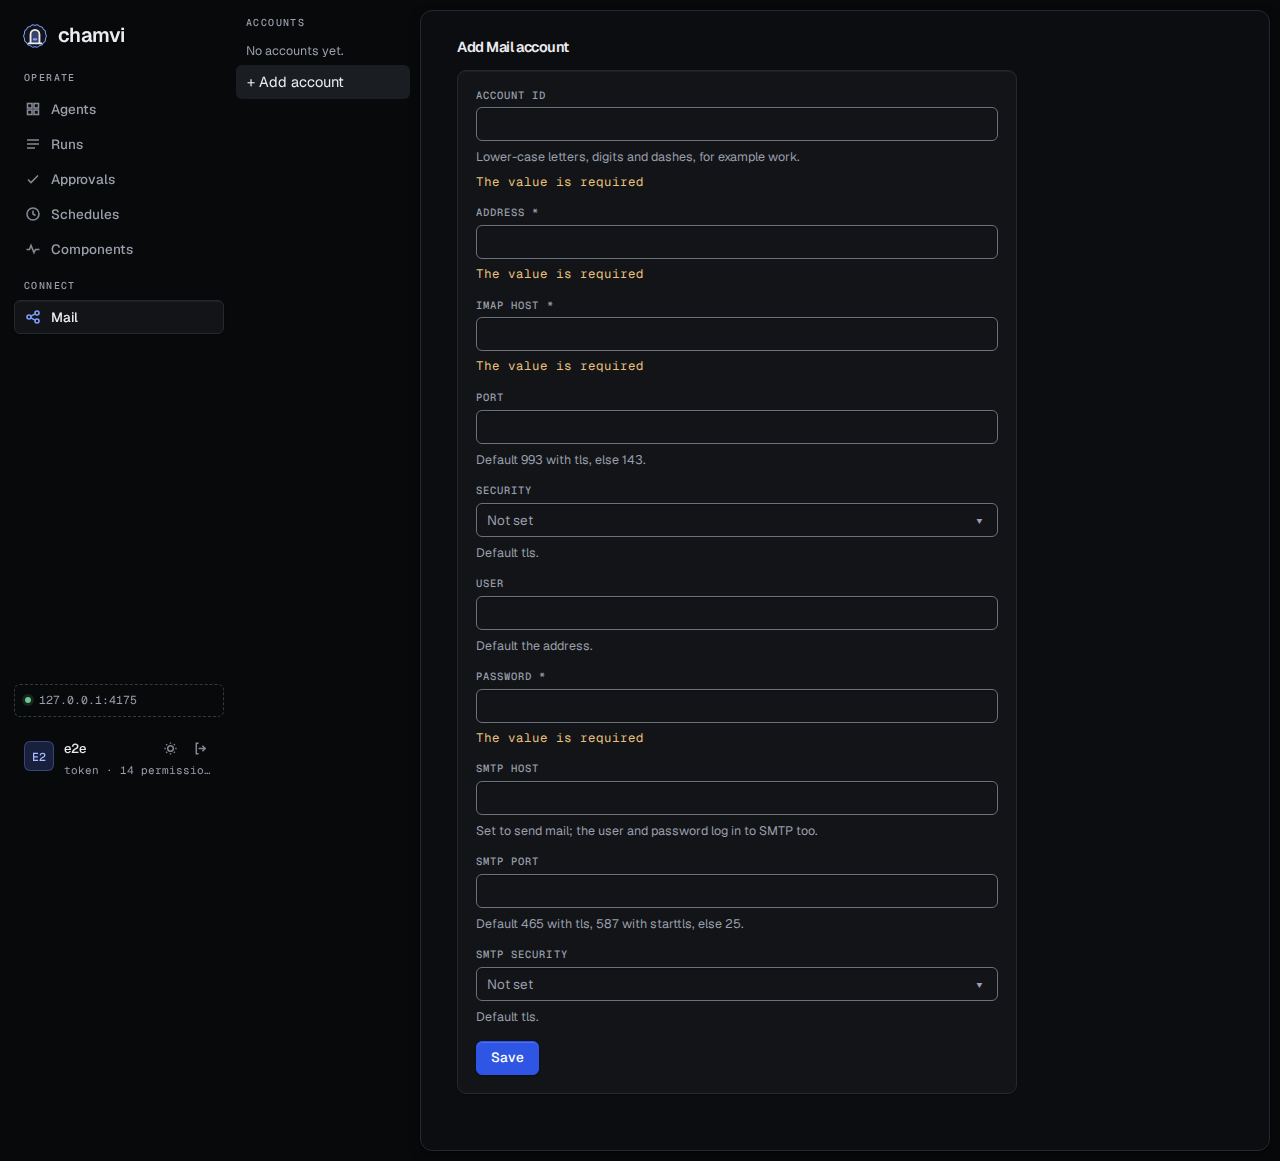 chamvi
OPERATE
Agents
Runs
Approvals
Schedules
Components
CONNECT
Mail
127.0.0.1:4175
E2
e2e
token · 14 permissio…
ACCOUNTS
No accounts yet.
+ Add account
Add Mail account
ACCOUNT ID
Lower-case letters, digits and dashes, for example work.
The value is required
ADDRESS *
The value is required
IMAP HOST *
The value is required
PORT
Default 993 with tls, else 143.
SECURITY
Not set
Default tls.
USER
Default the address.
PASSWORD *
The value is required
SMTP HOST
Set to send mail; the user and password log in to SMTP too.
SMTP PORT
Default 465 with tls, 587 with starttls, else 25.
SMTP SECURITY
Not set
Default tls.
Save